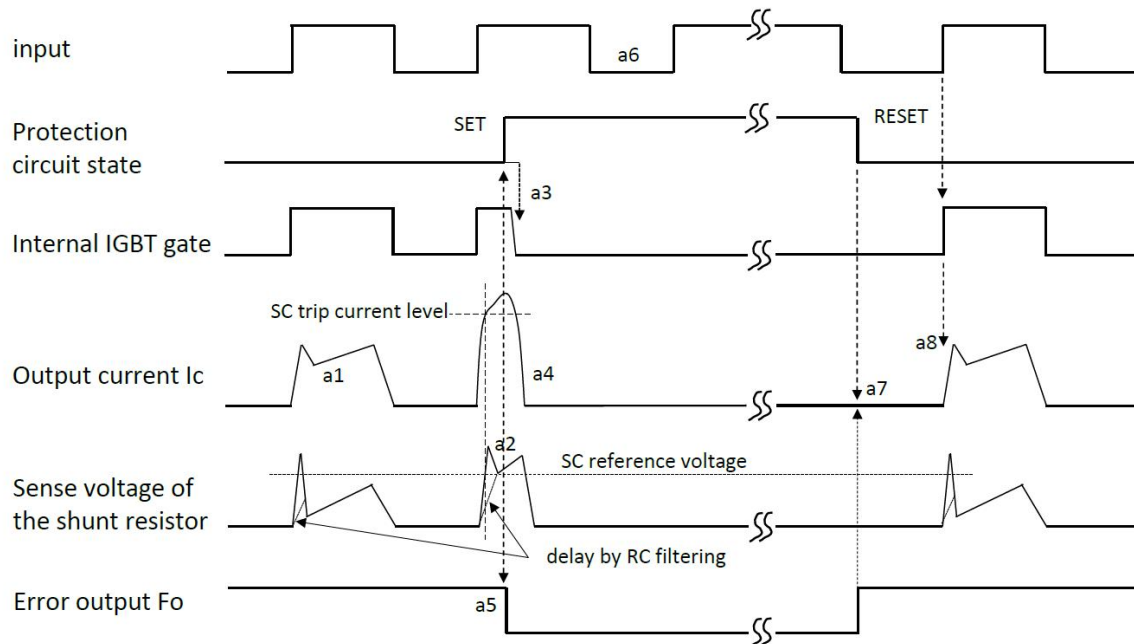 input
a6
SET
RESET
Protection
circuit state
a3
Internal IGBT gate
SC trip current level
a8
Output current Ic
a1
a4
a7
a2
SC reference voltage
Sense voltage of
the shunt resistor
delay by RC filtering
Error output Fo
a5